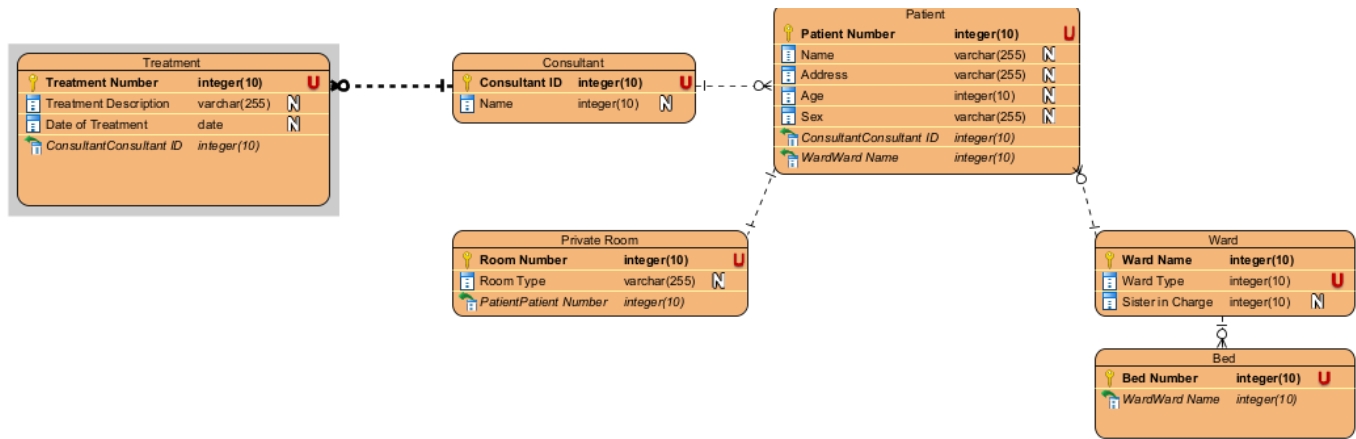 Treatment
Treatment Number integer(10) U
Treatment Description varchar(255) N
Date of Treatment date N
ConsultantConsultant ID integer(10)
Consultant
Consultant ID integer(10) U
Name integer(10) N
Patient
Patient Number integer(10) U
Name varchar(255) N
Address varchar(255) N
Age integer(10) N
Sex varchar(255) N
ConsultantConsultant ID integer(10)
WardWard Name integer(10)
Private Room
Room Number integer(10) U
Room Type varchar(255) N
PatientPatient Number integer(10)
Ward
Ward Name integer(10)
Ward Type integer(10) U
Sister in Charge integer(10) N
Bed
Bed Number integer(10) U
WardWard Name integer(10)